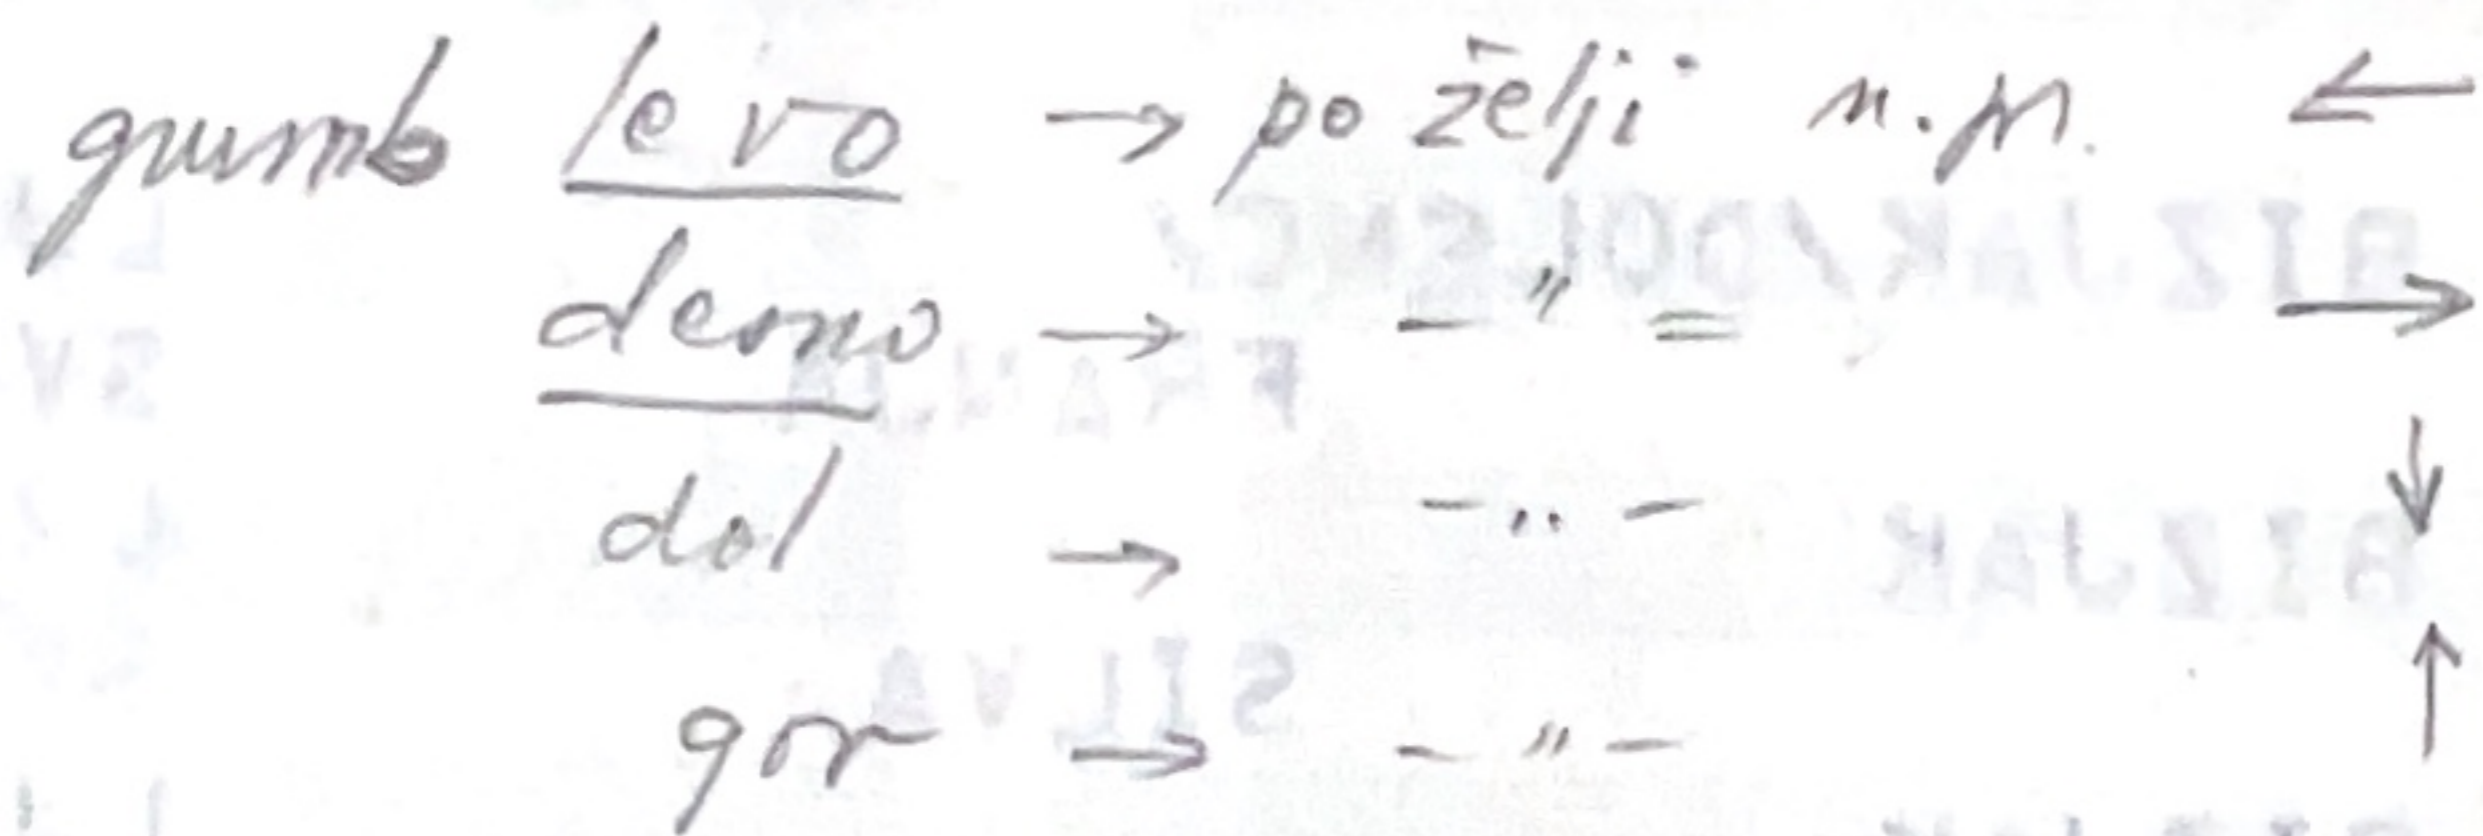 gumb levo → po želji n.pr. ←
desno → -"= →
dol → -"- ↓
gor → -"- ↑